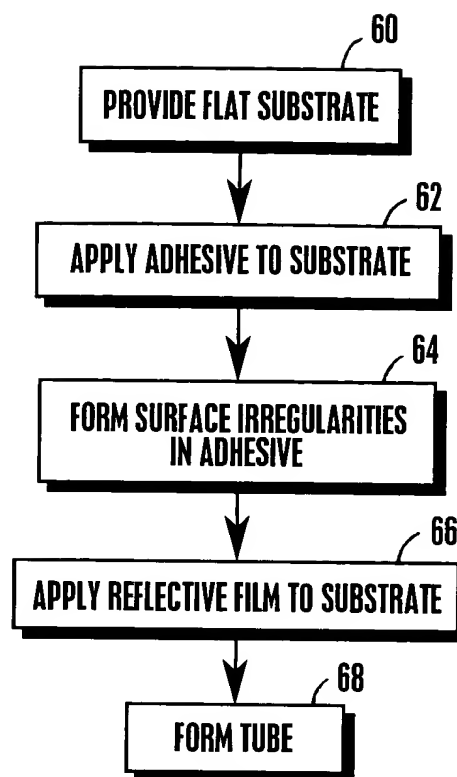 60
PROVIDE FLAT SUBSTRATE
62
APPLY ADHESIVE TO SUBSTRATE
64
FORM SURFACE IRREGULARITIES
IN ADHESIVE
66
APPLY REFLECTIVE FILM TO SUBSTRATE
68
FORM TUBE